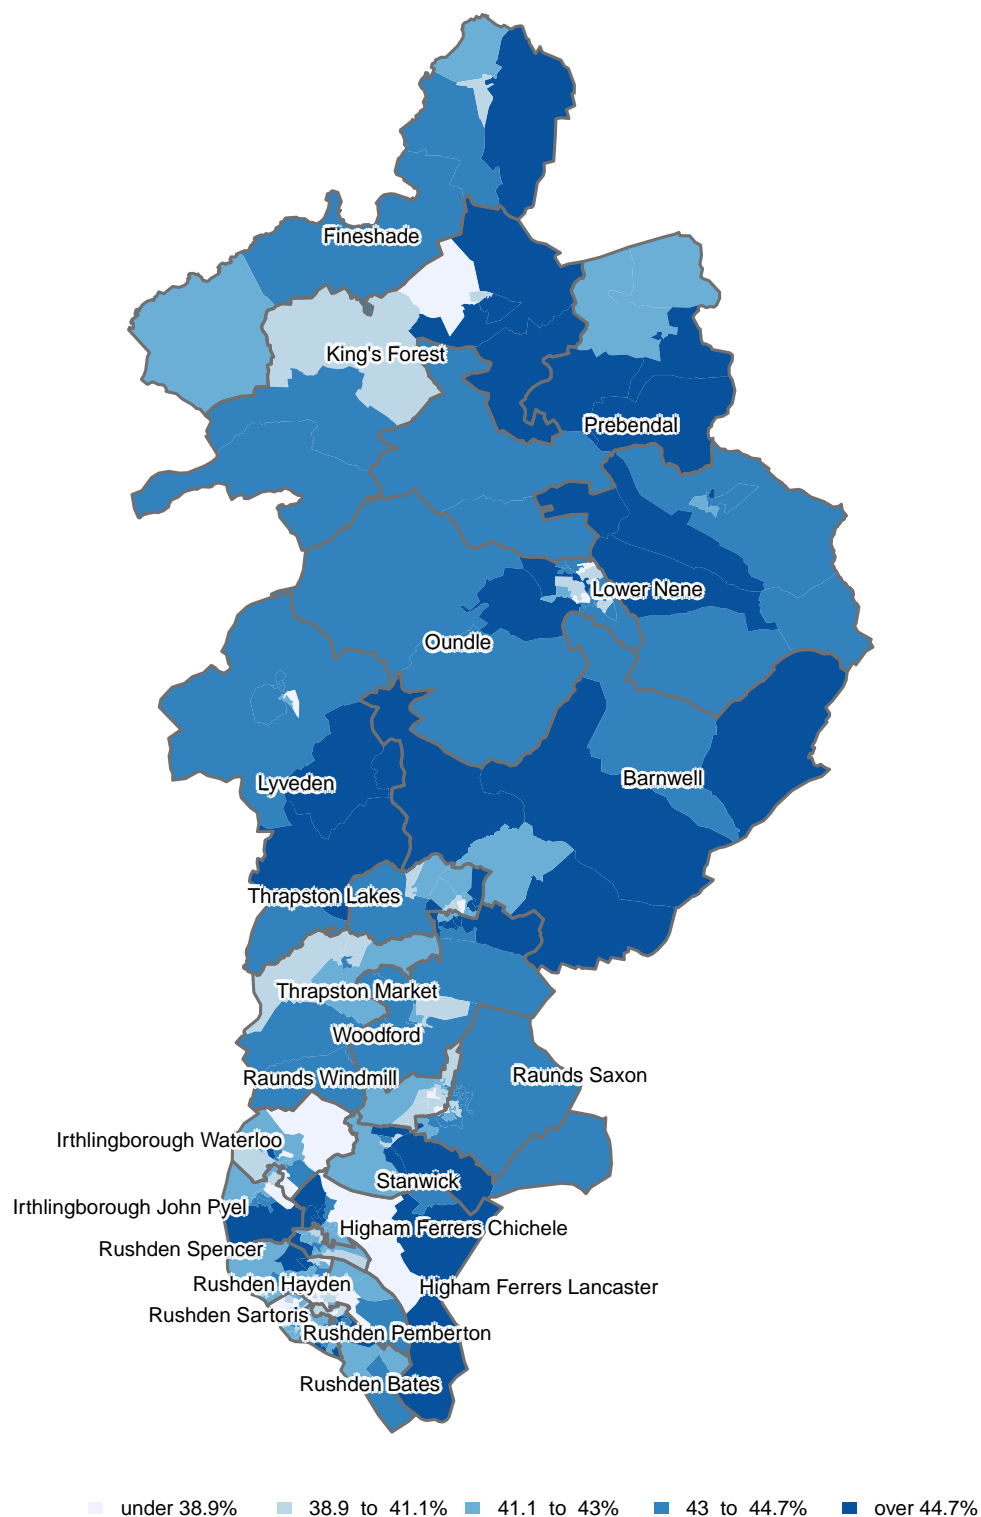 Fineshade
King's Forest
Prebendal
Lower Nene
Oundle
Barnwell
Lyveden
Thrapston Lakes
Thrapston Market
Woodford
Raunds Saxon
Raunds Windmill
Irthlingborough Waterloo
Stanwick
Irthlingborough John Pyel
Higham Ferrers Chichele
Rushden Spencer
Rushden Hayden
Higham Ferrers Lancaster
Rushden Sartoris
Rushden Pemberton
Rushden Bates
under 38.9% 38.9 to 41.1% 41.1 to 43% 43 to 44.7% over 44.7%